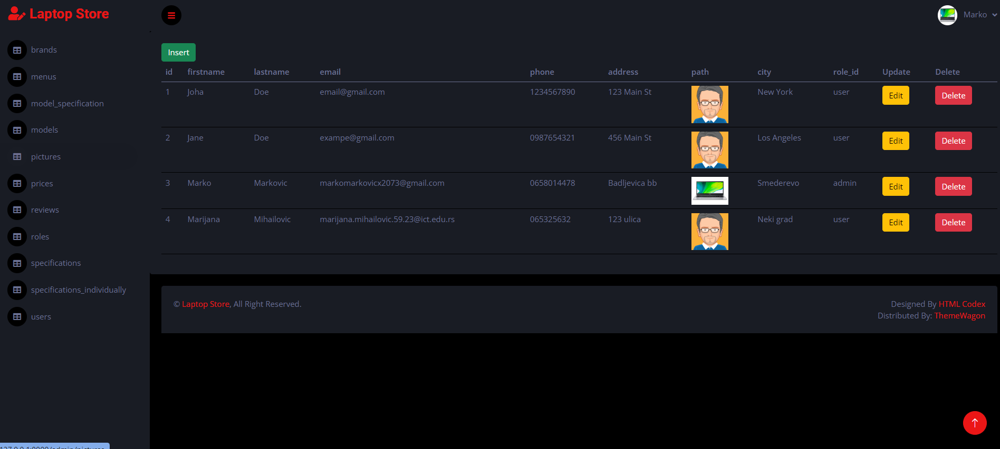 Laptop Store
Marko
brands
menus
model_specification
models
pictures
prices
reviews
roles
specifications
specifications_individually
users
Insert
id firstname lastname email phone address path city role_id Update Delete
1 Joha Doe email@gmail.com 1234567890 123 Main St New York user Edit Delete
2 Jane Doe exampe@gmail.com 0987654321 456 Main St Los Angeles user Edit Delete
3 Marko Markovic markomarkovicx2073@gmail.com 0658014478 Badljevica bb Smederevo admin Edit Delete
4 Marijana Mihailovic marijana.mihailovic.59.23@ict.edu.rs 065325632 123 ulica Neki grad user Edit Delete
© Laptop Store, All Right Reserved.
Designed By HTML Codex
Distributed By: ThemeWagon